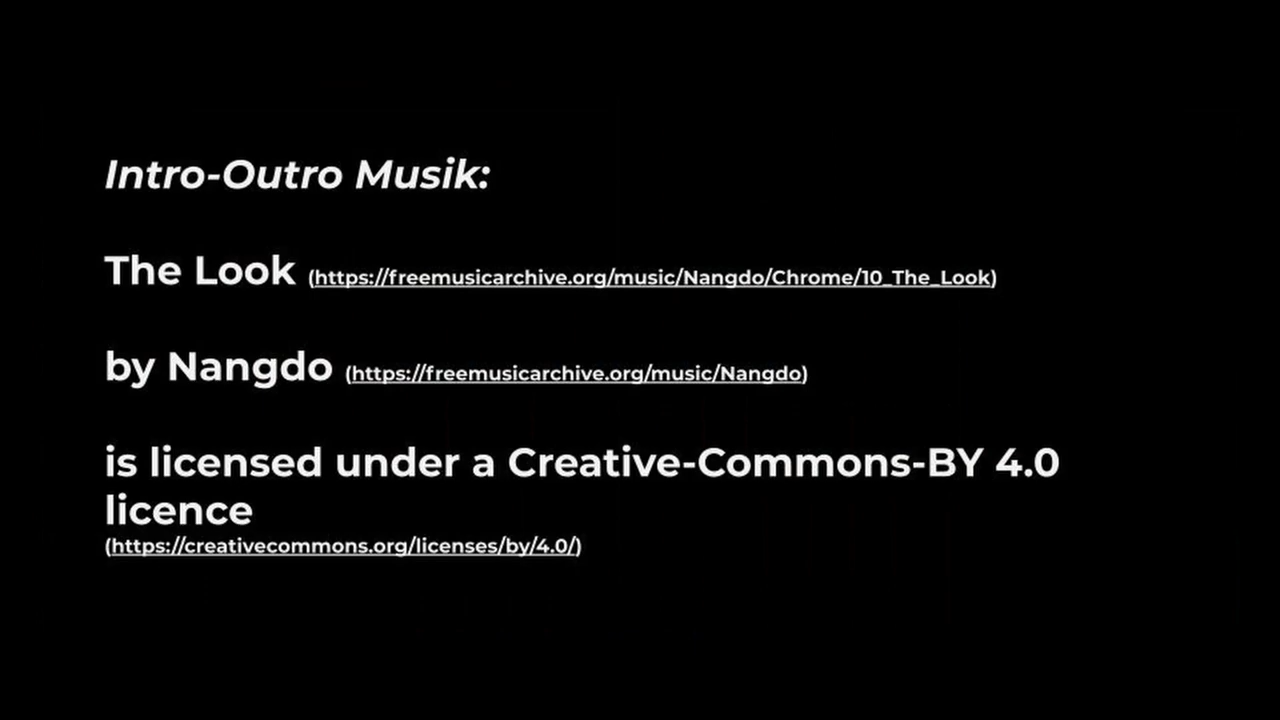 Intro-Outro Musik:
The Look (https://freemusicarchive.org/music/Nangdo/Chrome/10_The_Look)
by Nangdo (https://freemusicarchive.org/music/Nangdo)
is licensed under a Creative-Commons-BY 4.0
licence
(https://creativecommons.org/licenses/by/4.0/)